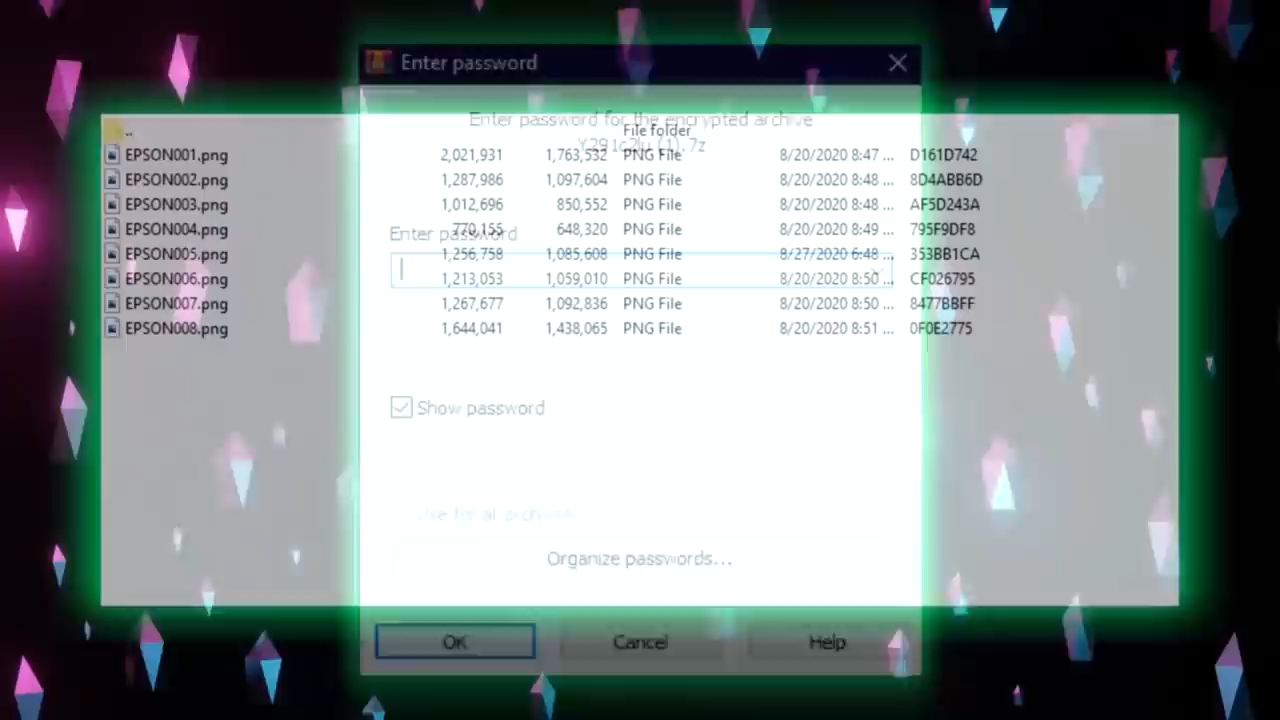 Enter password
Enter password for the encrypted archive
.. File folder
EPSON001.png 2,021,931 1,763,532 PNG File 8/20/2020 8:47 ... D161D742
EPSON002.png 1,287,986 1,097,604 PNG File 8/20/2020 8:48 ... 8D4ABB6D
EPSON003.png 1,012,696 850,552 PNG File 8/20/2020 8:48 ... AF5D243A
EPSON004.png 770,155 648,320 PNG File 8/20/2020 8:49 ... 795F9DF8
Enter password
EPSON005.png 1,256,758 1,085,608 PNG File 8/27/2020 6:48 ... 353BB1CA
EPSON006.png 1,213,053 1,059,010 PNG File 8/20/2020 8:50 ... CF026795
EPSON007.png 1,267,677 1,092,836 PNG File 8/20/2020 8:50 ... 8477BBFF
EPSON008.png 1,644,041 1,438,065 PNG File 8/20/2020 8:51 ... 0F0E2775
Show password
for all archives
Organize passwords...
OK Cancel Help